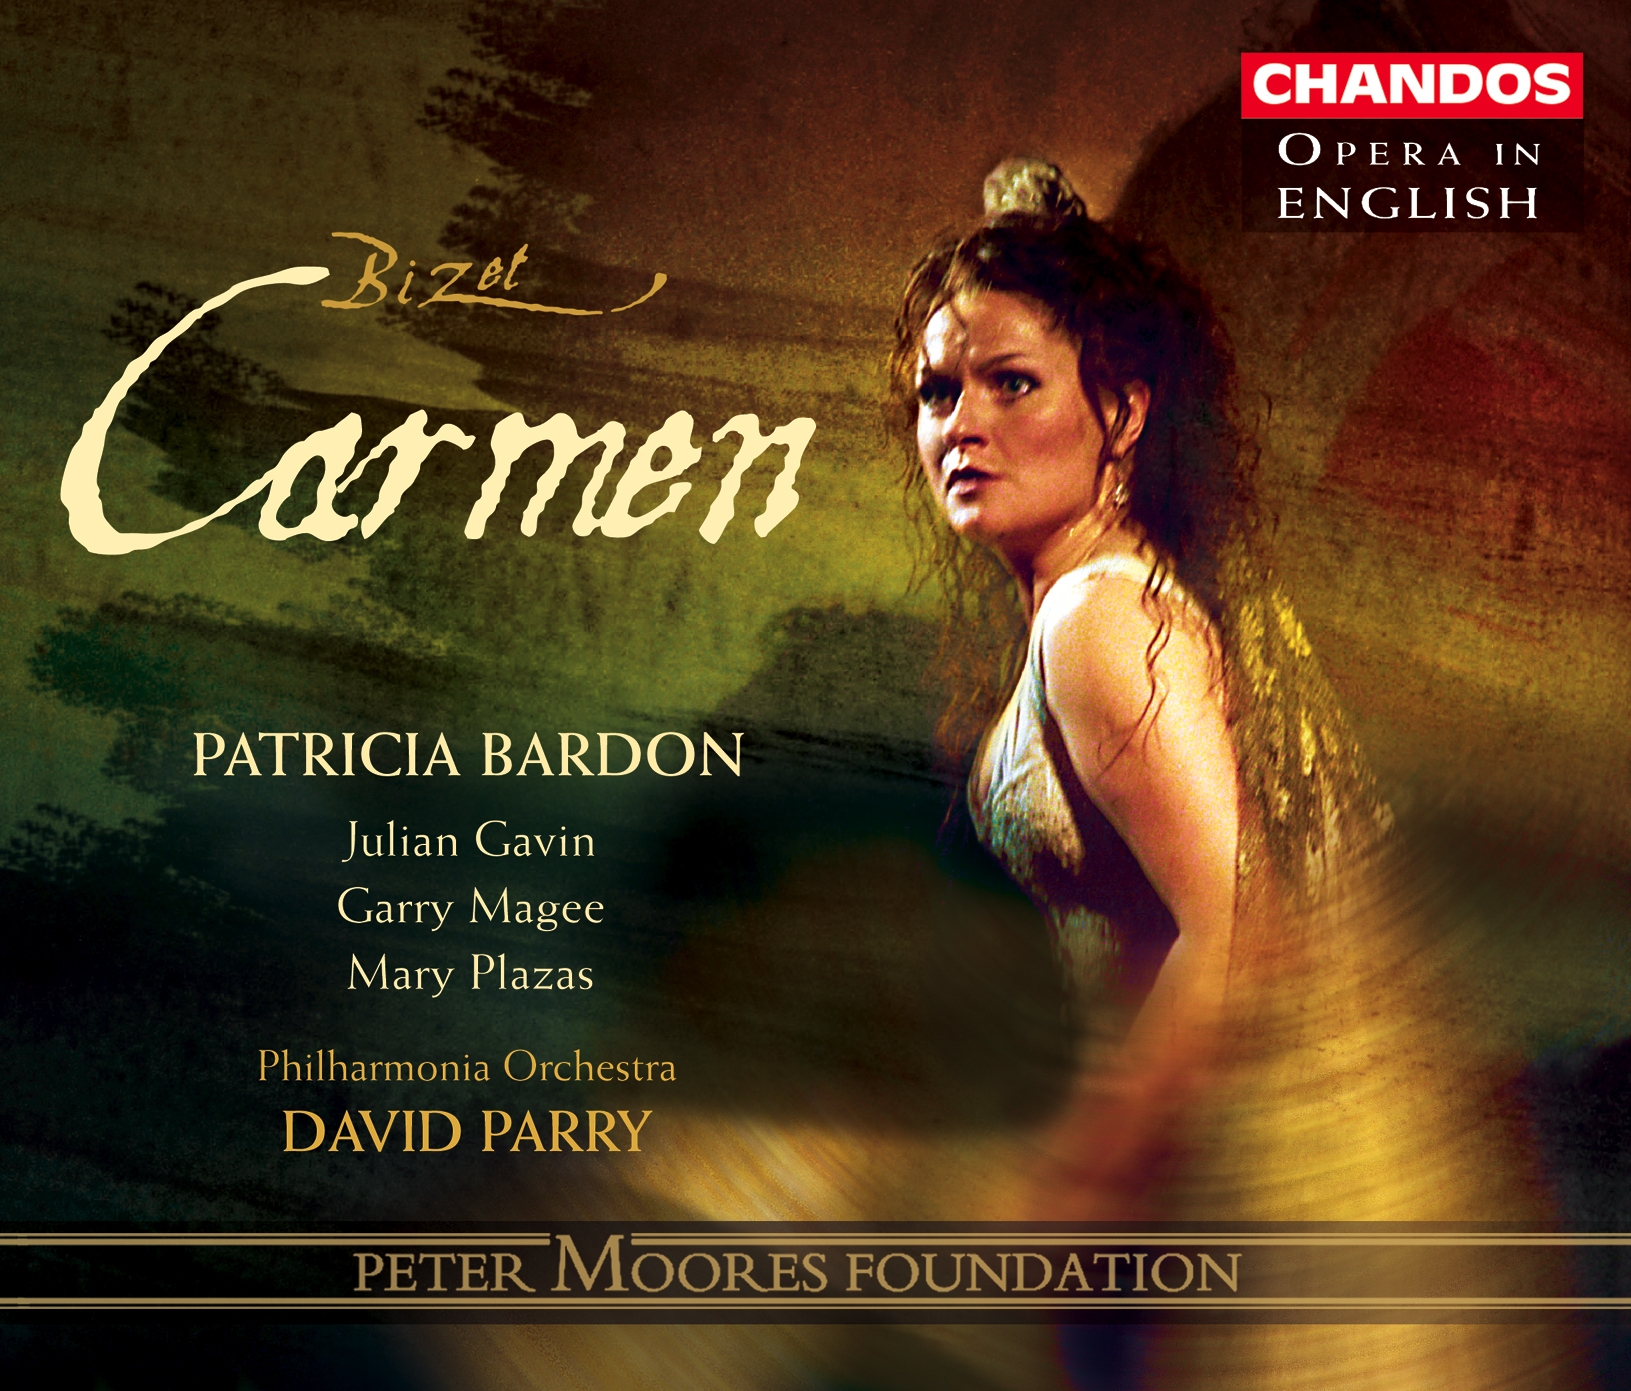 CHANDOS
OPERA IN
ENGLISH
Bizet
Carmen
PATRICIA BARDON
Julian Gavin
Garry Magee
Mary Plazas
Philharmonia Orchestra
DAVID PARRY
PETER MOORES FOUNDATION